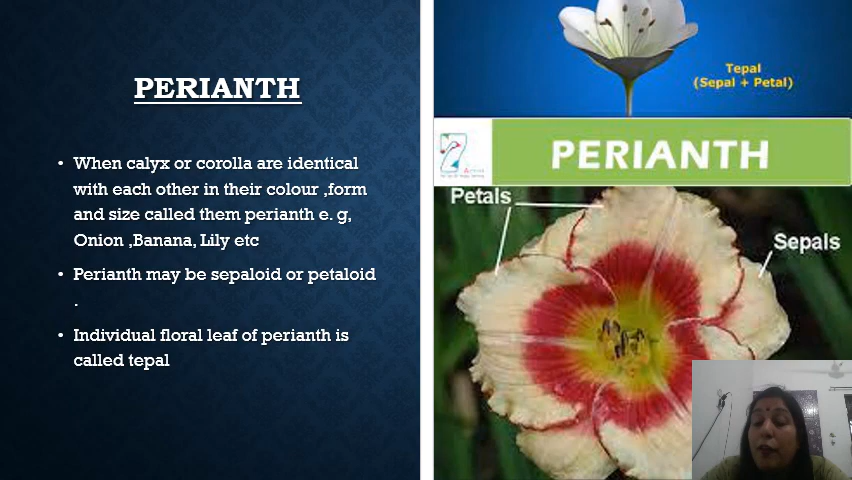 PERIANTH
• When calyx or corolla are identical
with each other in their colour ,form
and size called them perianth e. g,
Onion ,Banana, Lily etc
• Perianth may be sepaloid or petaloid
.
• Individual floral leaf of perianth is
called tepal
Tepal
(Sepal + Petal)
PERIANTH
Petals
Sepals